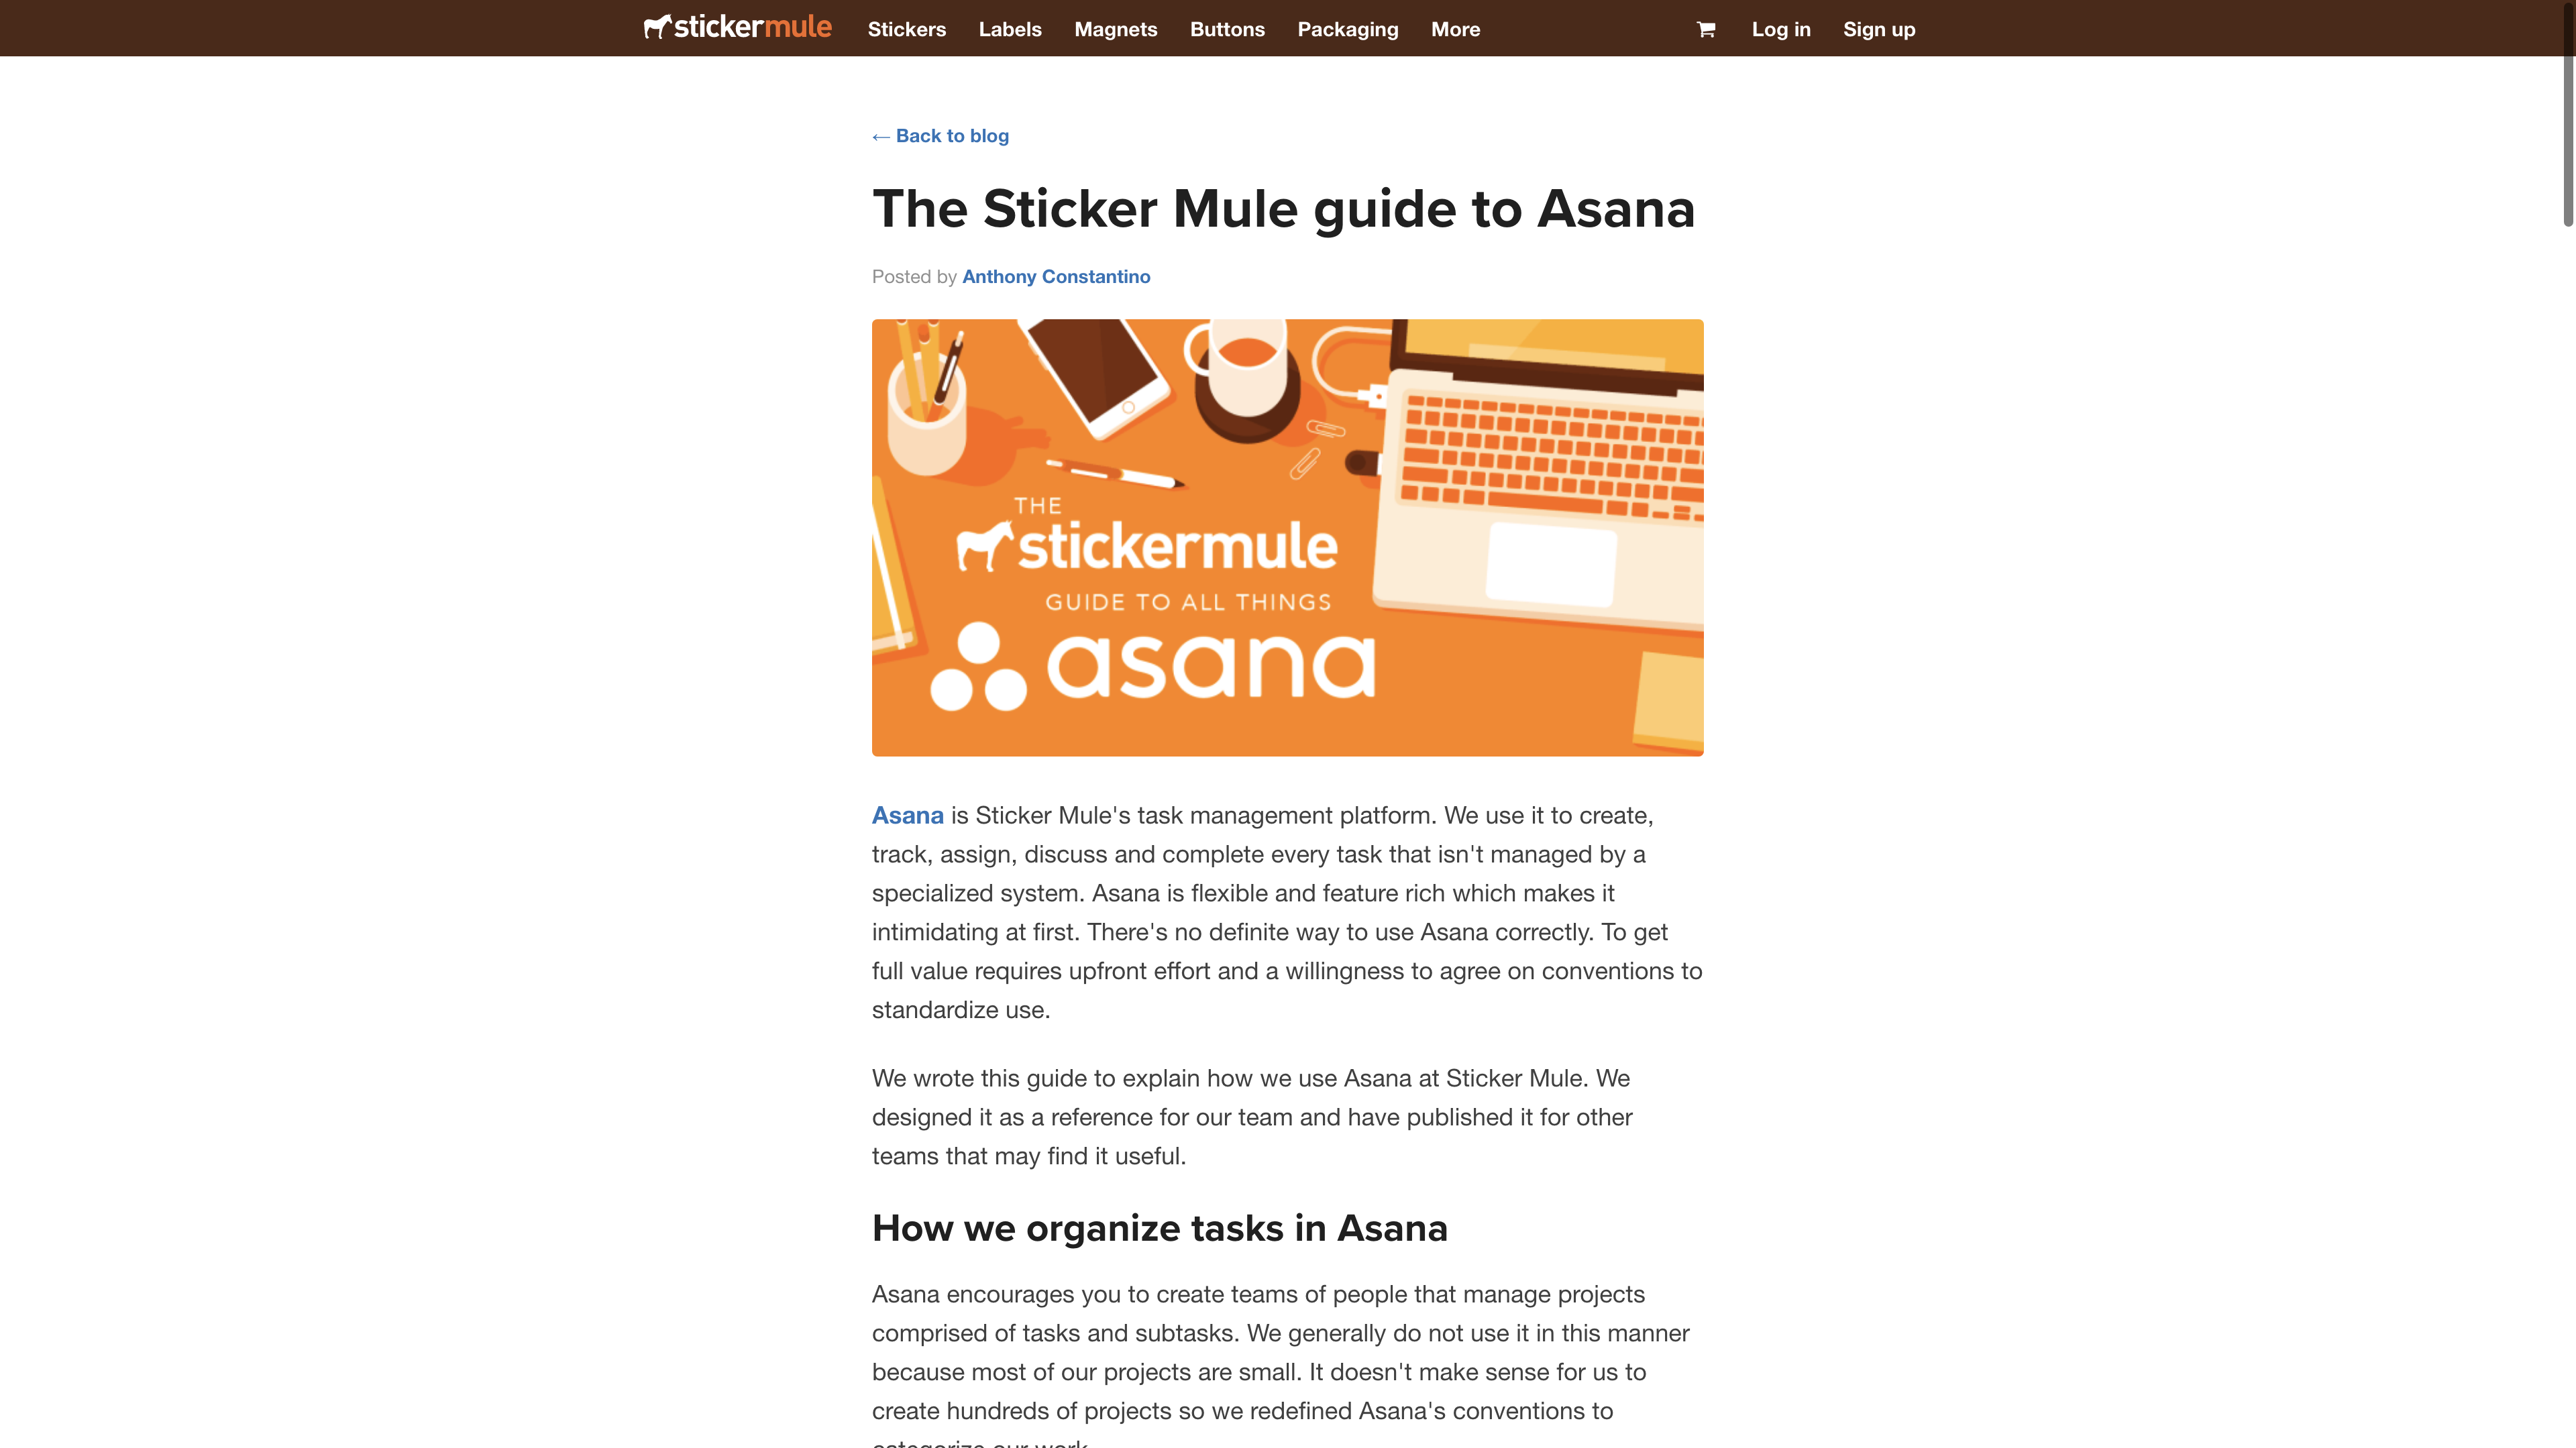 stickermule Stickers Labels Magnets Buttons Packaging More Log in Sign up
← Back to blog
The Sticker Mule guide to Asana
Posted by Anthony Constantino
THE
stickermule
GUIDE TO ALL THINGS
asana
Asana is Sticker Mule's task management platform. We use it to create,
track, assign, discuss and complete every task that isn't managed by a
specialized system. Asana is flexible and feature rich which makes it
intimidating at first. There's no definite way to use Asana correctly. To get
full value requires upfront effort and a willingness to agree on conventions to
standardize use.
We wrote this guide to explain how we use Asana at Sticker Mule. We
designed it as a reference for our team and have published it for other
teams that may find it useful.
How we organize tasks in Asana
Asana encourages you to create teams of people that manage projects
comprised of tasks and subtasks. We generally do not use it in this manner
because most of our projects are small. It doesn't make sense for us to
create hundreds of projects so we redefined Asana's conventions to
categorize our work.